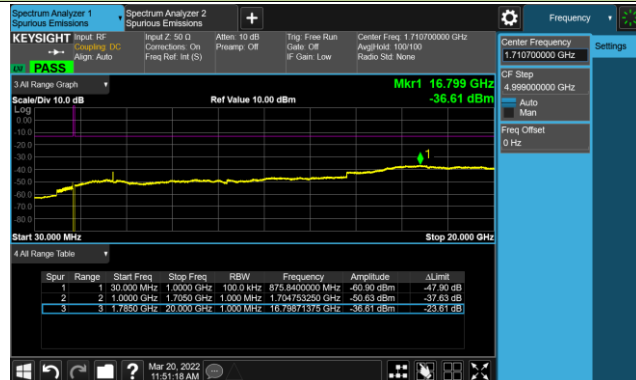 Spectrum Analyzer 1
Spurious Emissions
Spectrum Analyzer 2
Spurious Emissions
+
Frequency
KEYSIGHT
Input: RF
Coupling: DC
Align: Auto
Input Z: 50 Ω
Corrections: On
Freq Ref: Int (S)
Atten: 10 dB
Preamp: Off
Trig: Free Run
Gate: Off
IF Gain: Low
Center Freq: 1.710700000 GHz
Avg|Hold: 100/100
Radio Std: None
PASS
Center Frequency
1.710700000 GHz
Settings
CF Step
4.999000000 GHz
Auto
Man
Freq Offset
0 Hz
3 All Range Graph
Mkr1 16.799 GHz
-36.61 dBm
Scale/Div 10.0 dB
Ref Value 10.00 dBm
Log
0.00
-10.0
-20.0
-30.0
-40.0
-50.0
-60.0
-70.0
-80.0
1
Start 30.000 MHz
Stop 20.000 GHz
4 All Range Table
Spur Range Start Freq Stop Freq RBW Frequency Amplitude ΔLimit
1 1 30.000 MHz 1.0000 GHz 100.0 kHz 875.8400000 MHz -60.90 dBm -47.90 dB
2 2 1.0000 GHz 1.7050 GHz 1.000 MHz 1.704753250 GHz -50.63 dBm -37.63 dB
3 3 1.7850 GHz 20.000 GHz 1.000 MHz 16.79871375 GHz -36.61 dBm -23.61 dB
?
Mar 20, 2022
11:51:18 AM